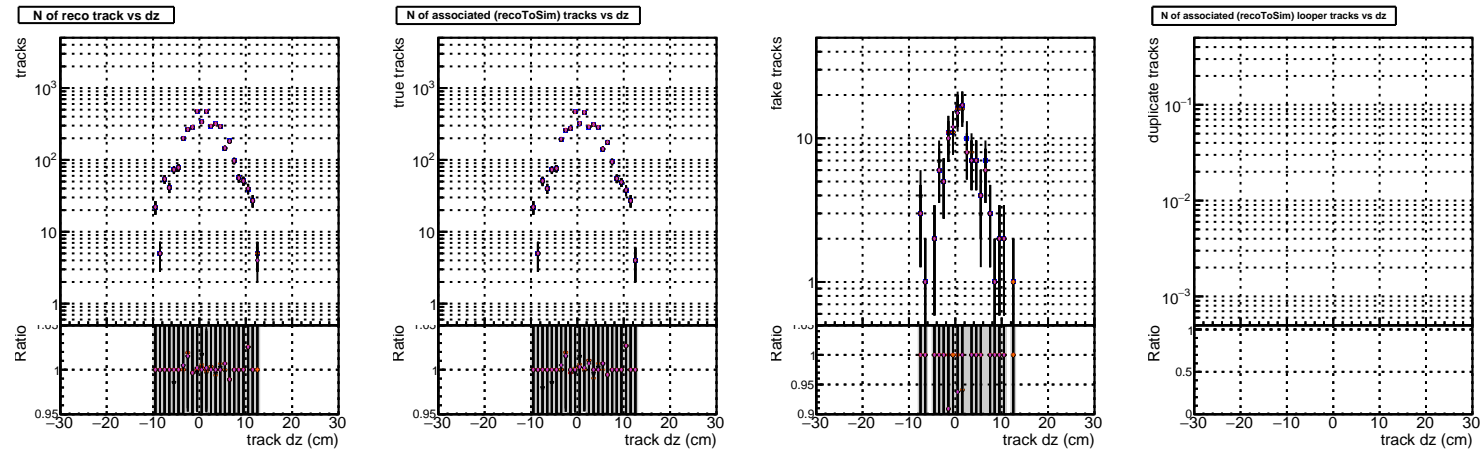 N of reco track vs dz
tracks
10³
10²
10
1
Ratio
1.05
1
0.95
−30 −20 −10 0 10 20 30
track dz (cm)
N of associated (recoToSim) tracks vs dz
true tracks
10³
10²
10
1
Ratio
1.05
1
0.95
−30 −20 −10 0 10 20 30
track dz (cm)
fake tracks
10
1
Ratio
1
0.95
0.9
−30 −20 −10 0 10 20 30
track dz (cm)
N of associated (recoToSim) looper tracks vs dz
duplicate tracks
10⁻¹
10⁻²
10⁻³
Ratio
1
0.5
0
−30 −20 −10 0 10 20 30
track dz (cm)